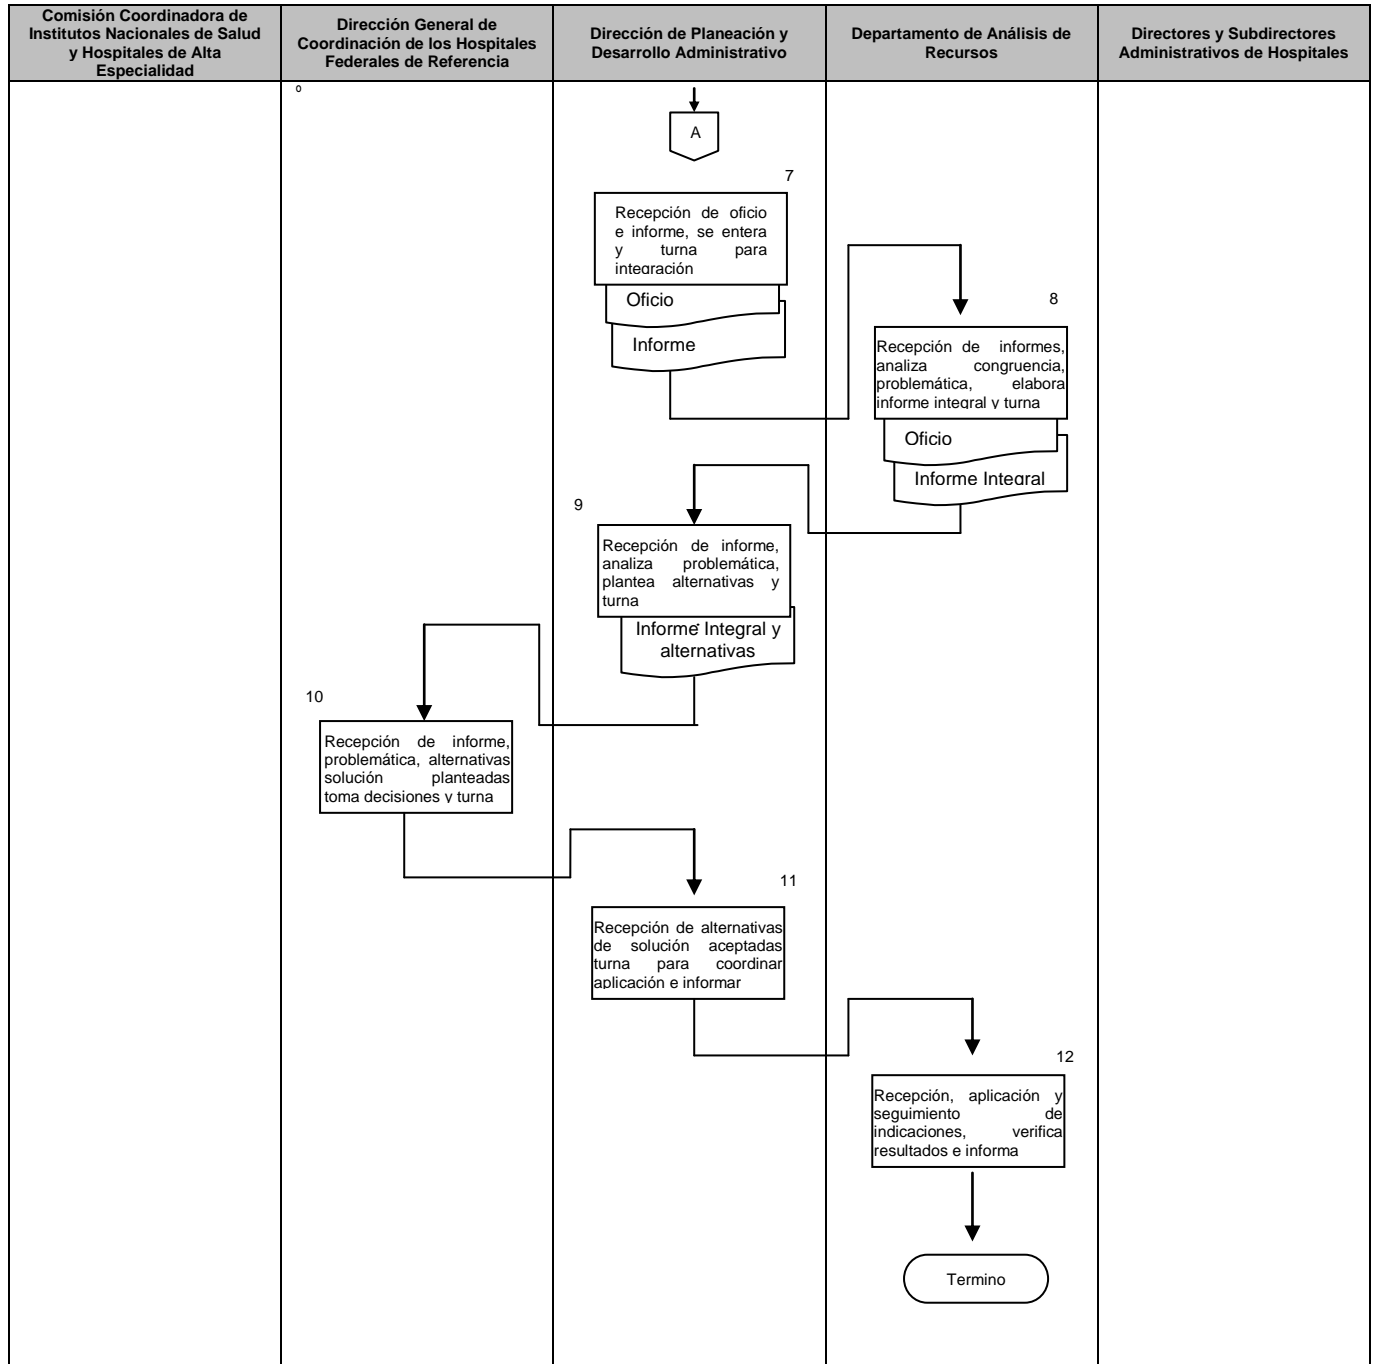 Comisión Coordinadora de
Institutos Nacionales de Salud
y Hospitales de Alta
Especialidad
Dirección General de
Coordinación de los Hospitales
Federales de Referencia
Dirección de Planeación y
Desarrollo Administrativo
Departamento de Análisis de
Recursos
Directores y Subdirectores
Administrativos de Hospitales
o
A
7
Recepción de oficio
e informe, se entera
y turna para
integración
Oficio
Informe
8
Recepción de informes,
analiza congruencia,
problemática, elabora
informe integral y turna
Oficio
Informe Integral
9
Recepción de informe,
analiza problemática,
plantea alternativas y
turna
Informe Integral y
alternativas
10
Recepción de informe,
problemática, alternativas
solución planteadas
toma decisiones y turna
11
Recepción de alternativas
de solución aceptadas
turna para coordinar
aplicación e informar
12
Recepción, aplicación y
seguimiento de
indicaciones, verifica
resultados e informa
Termino